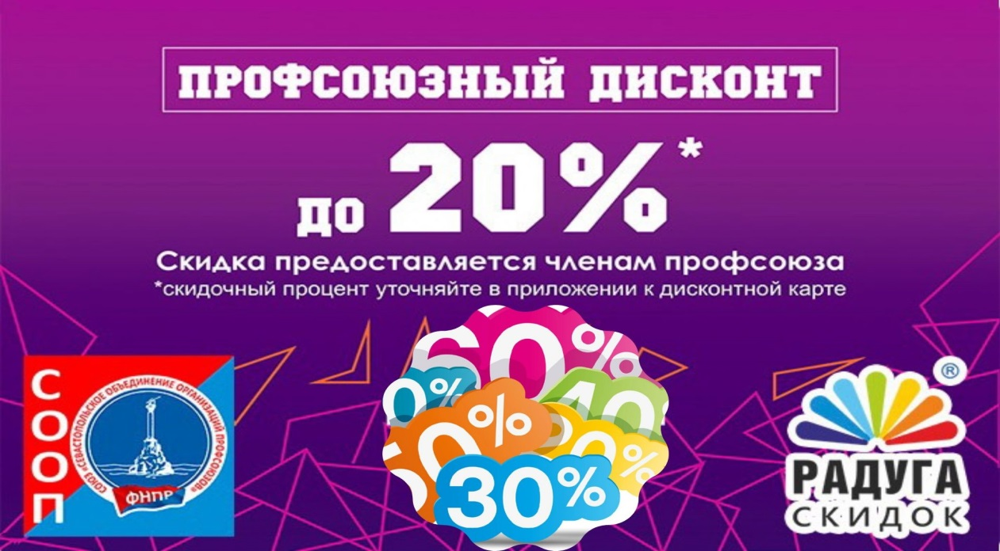 ПРОФСОЮЗНЫЙ ДИСКОНТ
до 20%*
Скидка предоставляется членам профсоюза
*скидочный процент уточняйте в приложении к дисконтной карте
СООП
СОЮЗ «СЕВАСТОПОЛЬСКОЕ ОБЪЕДИНЕНИЕ ОРГАНИЗАЦИЙ ПРОФСОЮЗОВ»
ФНПР
60%
0%
40
0%
0%
30%
®
РАДУГА
СКИДОК